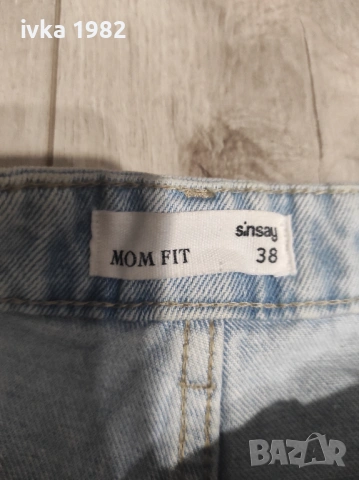 ivka 1982
sinsay
MOM FIT 38
BAZAR